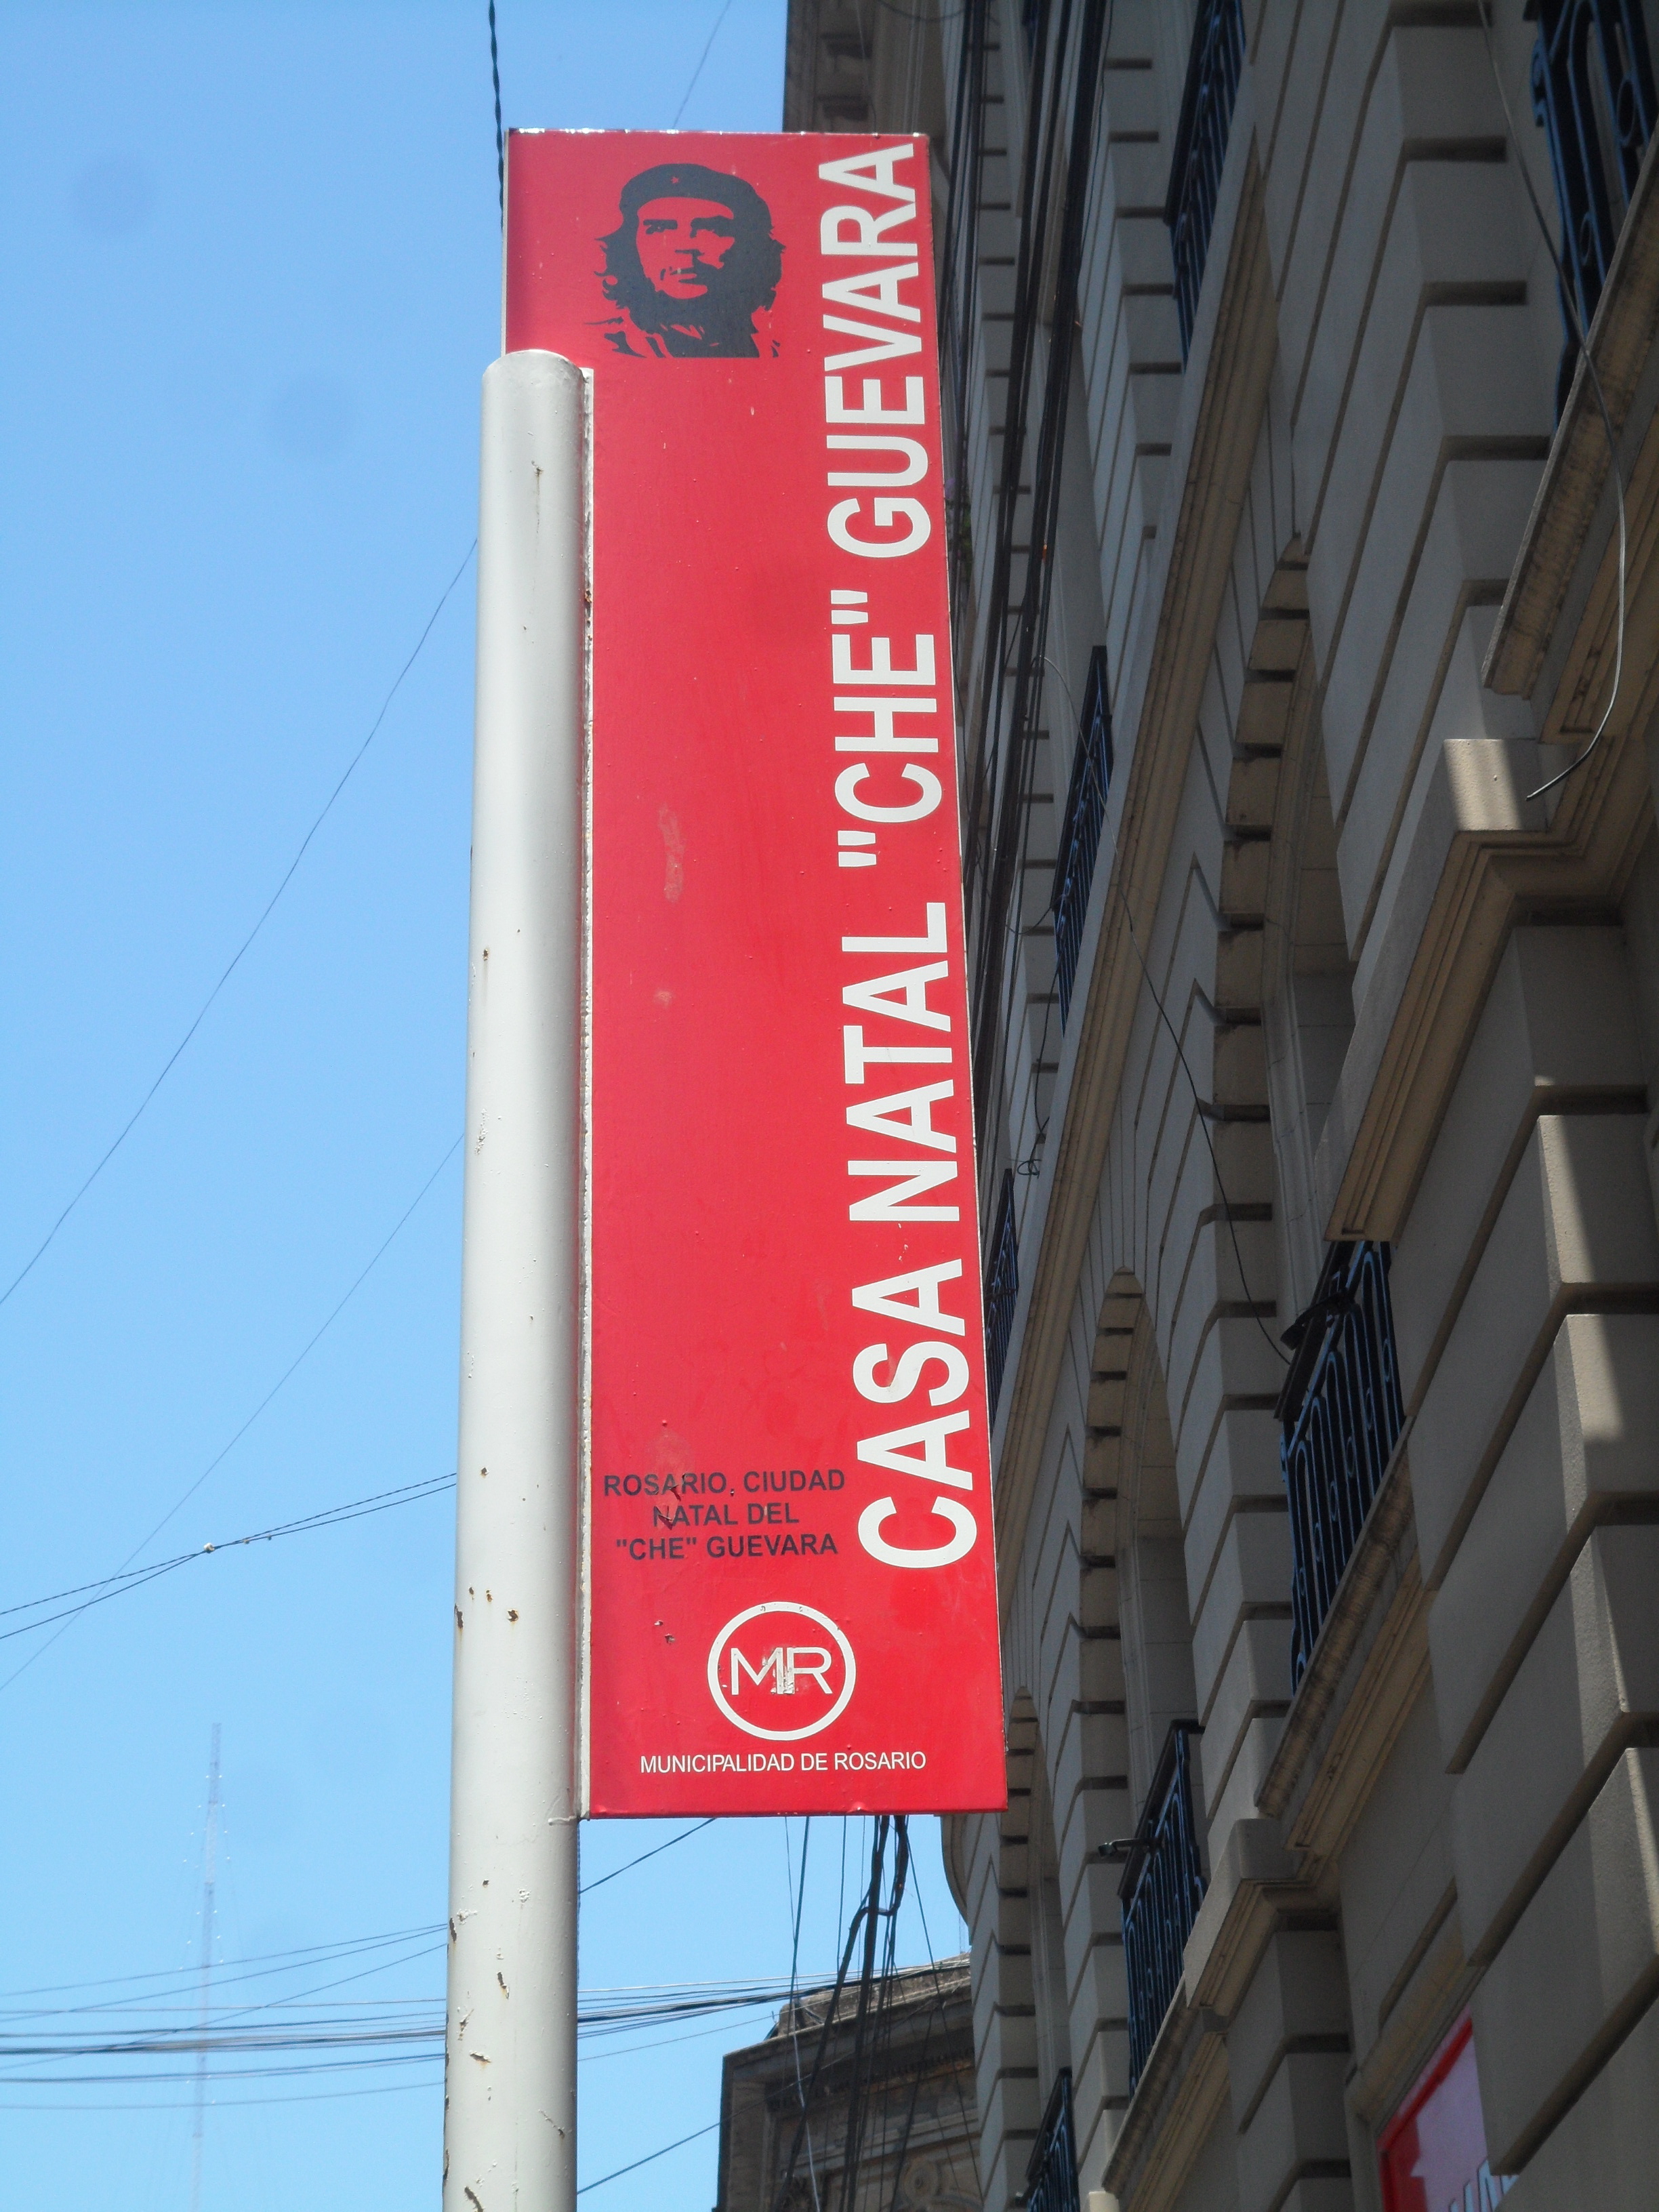 CASA NATAL "CHE" GUEVARA
ROSARIO, CIUDAD
NATAL DEL
"CHE" GUEVARA
MR
MUNICIPALIDAD DE ROSARIO